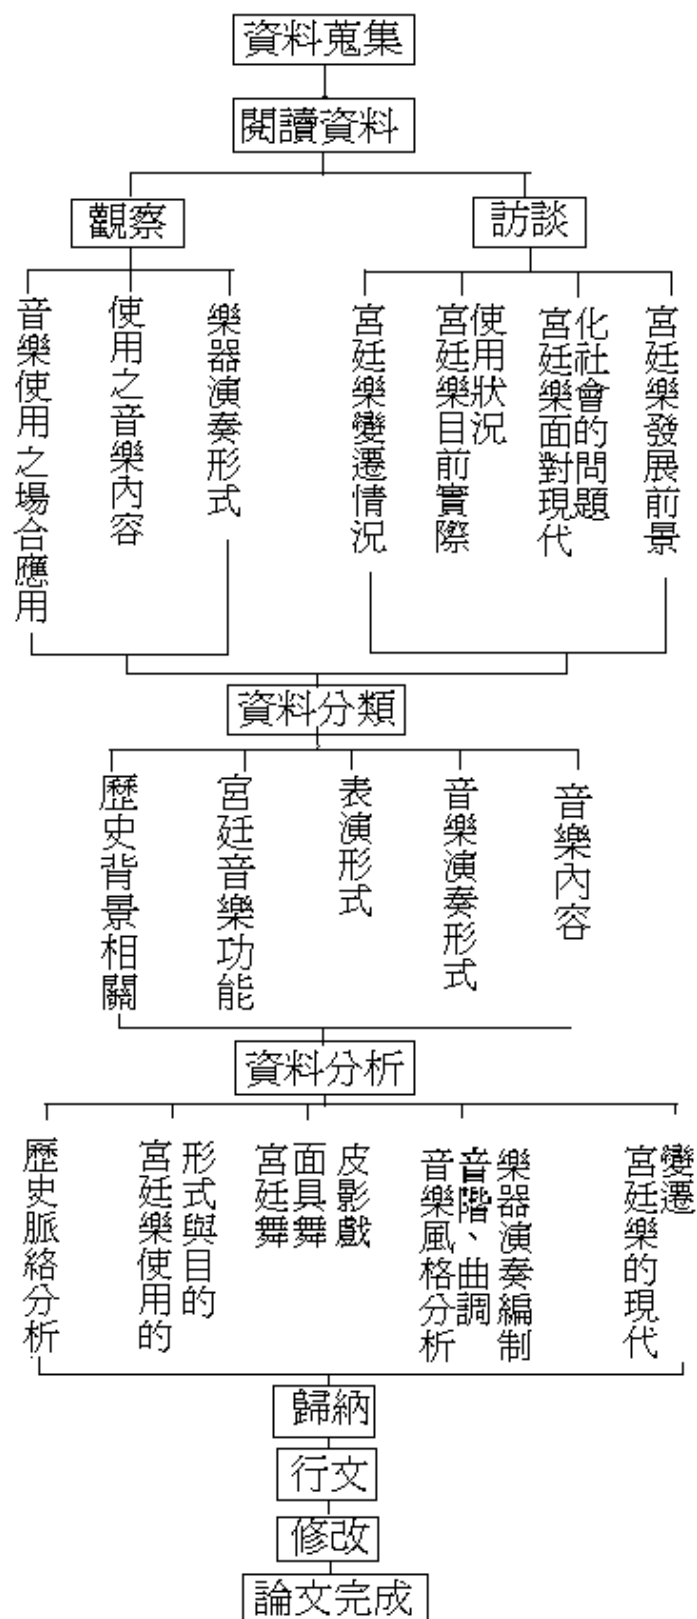 資料蒐集
閱讀資料
觀察
訪談
音樂使用之場合應用
使用之音樂內容
樂器演奏形式
宮廷樂變遷情況
宮廷樂目前實際
使用狀況
宮廷樂面對現代
化社會的問題
宮廷樂發展前景
資料分類
歷史背景相關
宮廷音樂功能
表演形式
音樂演奏形式
音樂內容
資料分析
歷史脈絡分析
宮廷樂使用的
形式與目的
宮廷舞
面具舞
皮影戲
音樂風格分析
音階、曲調
樂器演奏編制
宮廷樂的現代
變遷
歸納
行文
修改
論文完成